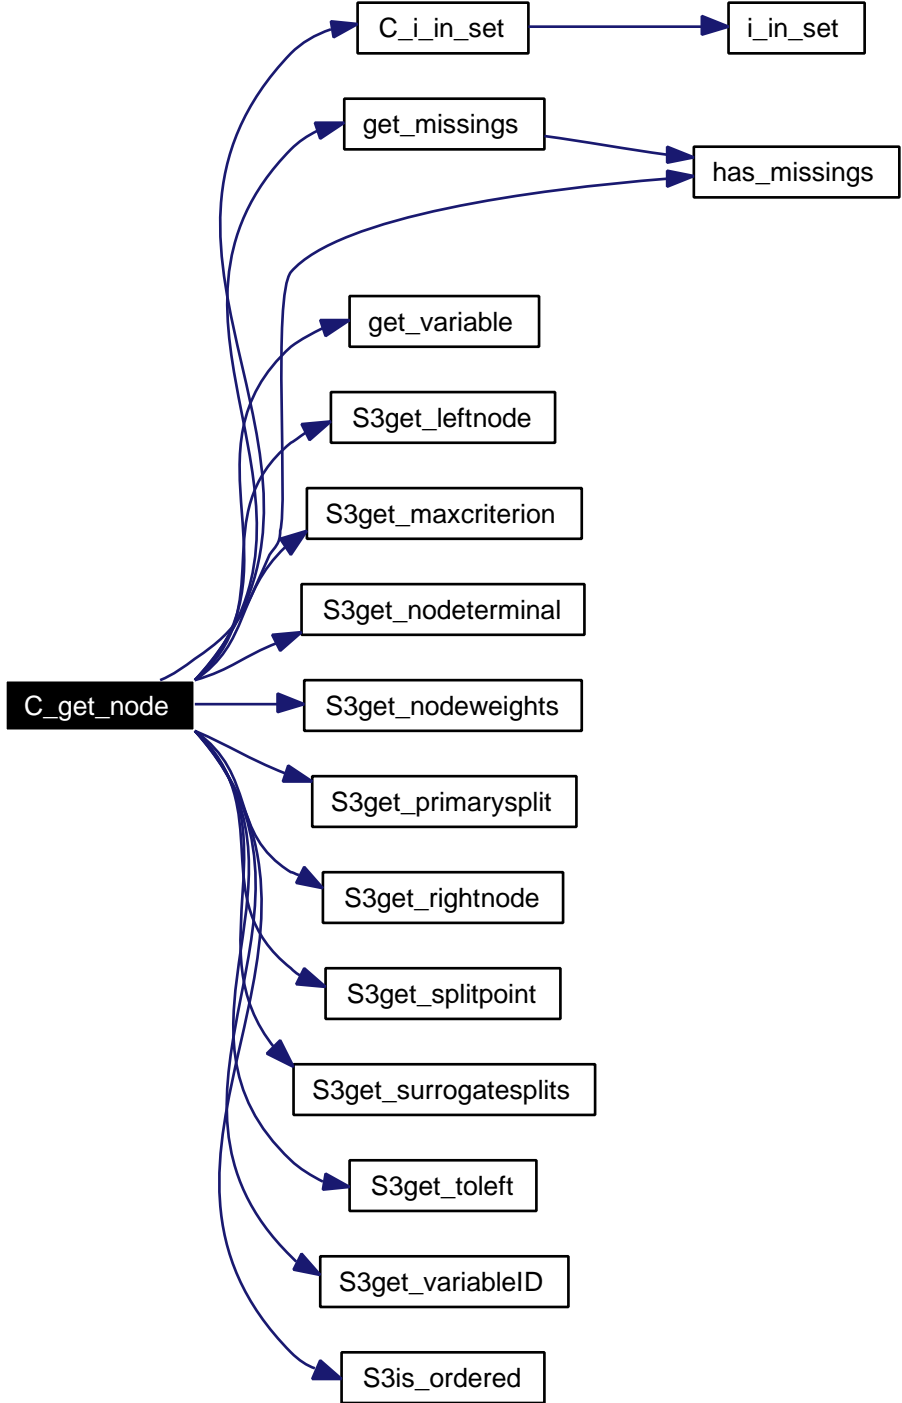 C_i_in_set
i_in_set
get_missings
has_missings
get_variable
S3get_leftnode
S3get_maxcriterion
S3get_nodeterminal
C_get_node
S3get_nodeweights
S3get_primarysplit
S3get_rightnode
S3get_splitpoint
S3get_surrogatesplits
S3get_toleft
S3get_variableID
S3is_ordered